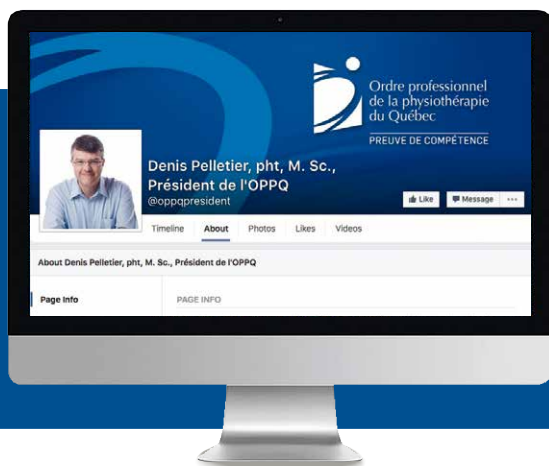 Ordre professionnel
de la physiothérapie
du Québec
PREUVE DE COMPÉTENCE
Denis Pelletier, pht, M. Sc.,
Président de l'OPPQ
@oppqpresident
Like
Message
Timeline
About
Photos
Likes
Videos
About Denis Pelletier, pht, M. Sc., Président de l'OPPQ
Page Info
PAGE INFO